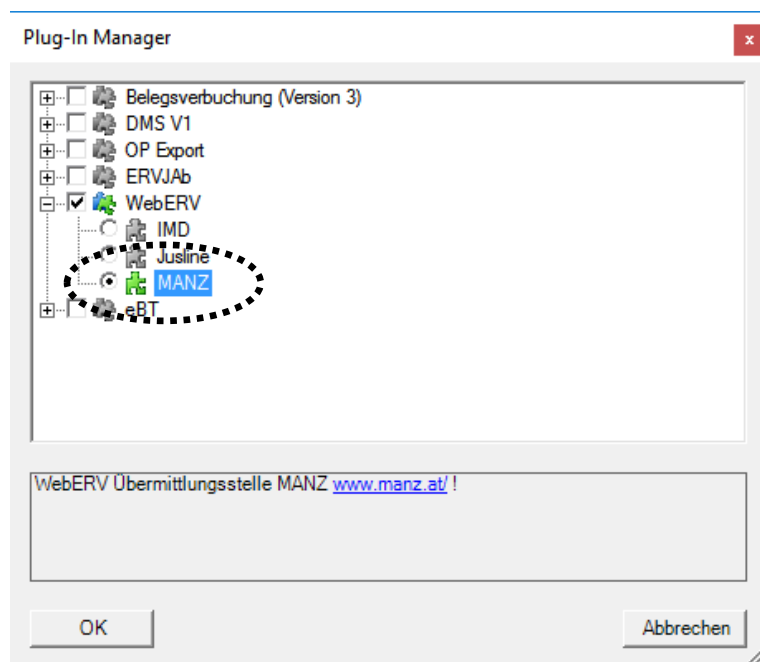 Plug-In Manager
x
Belegsverbuchung (Version 3)
DMS V1
OP Export
ERVJAb
WebERV
IMD
Jusline
MANZ
eBT
WebERV Übermittlungsstelle MANZ www.manz.at/ !
OK
Abbrechen